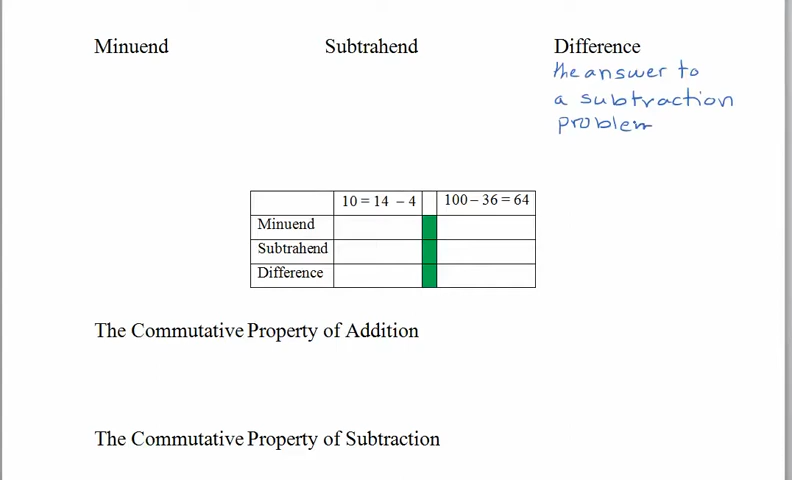 Minuend Subtrahend Difference
the answer to
a subtraction
problem
10 = 14 – 4 100 – 36 = 64
Minuend
Subtrahend
Difference
The Commutative Property of Addition
The Commutative Property of Subtraction